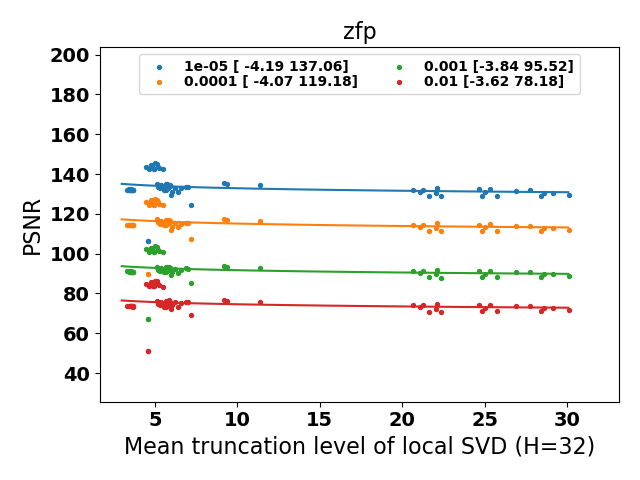 zfp
1e-05 [ -4.19 137.06]
0.0001 [ -4.07 119.18]
0.001 [-3.84 95.52]
0.01 [-3.62 78.18]
PSNR
200
180
160
140
120
100
80
60
40
5 10 15 20 25 30
Mean truncation level of local SVD (H=32)